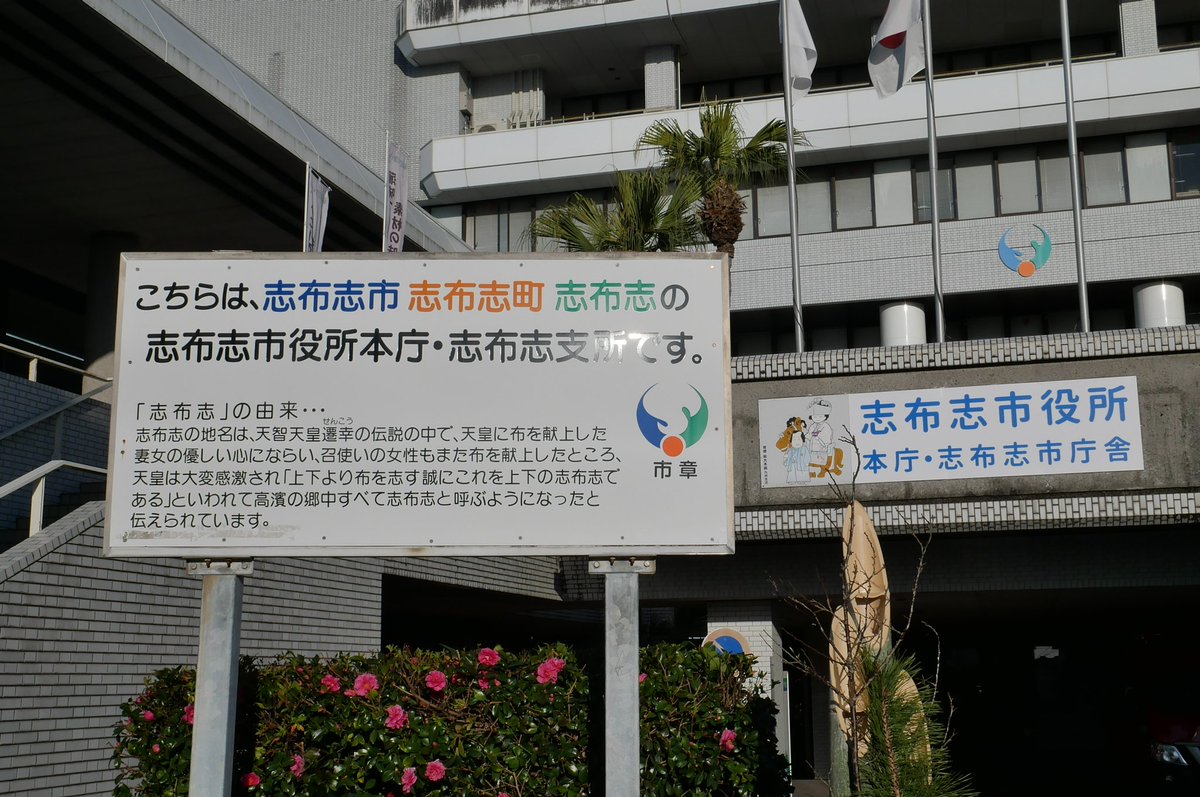 こちらは、志布志市 志布志町 志布志の
志布志市役所本庁・志布志支所です。
「志布志」の由来・・・
せんこう
志布志の地名は、天智天皇遷幸の伝説の中で、天皇に布を献上した
妻女の優しい心にならい、召使いの女性もまた布を献上したところ、
天皇は大変感激され「上下より布を志す誠にこれを上下の志布志で
ある」といわれて高濱の郷中すべて志布志と呼ぶようになったと
伝えられています。
市章
志布志市役所
本庁・志布志市庁舎
素材の